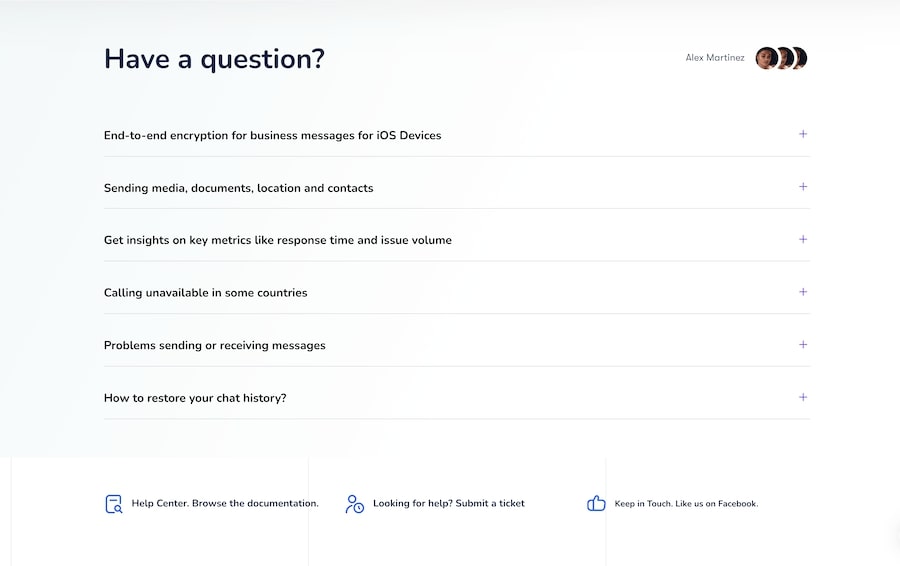 Have a question?
Alex Martinez
End-to-end encryption for business messages for iOS Devices
Sending media, documents, location and contacts
Get insights on key metrics like response time and issue volume
Calling unavailable in some countries
Problems sending or receiving messages
How to restore your chat history?
Help Center. Browse the documentation.
Looking for help? Submit a ticket
Keep in Touch. Like us on Facebook.